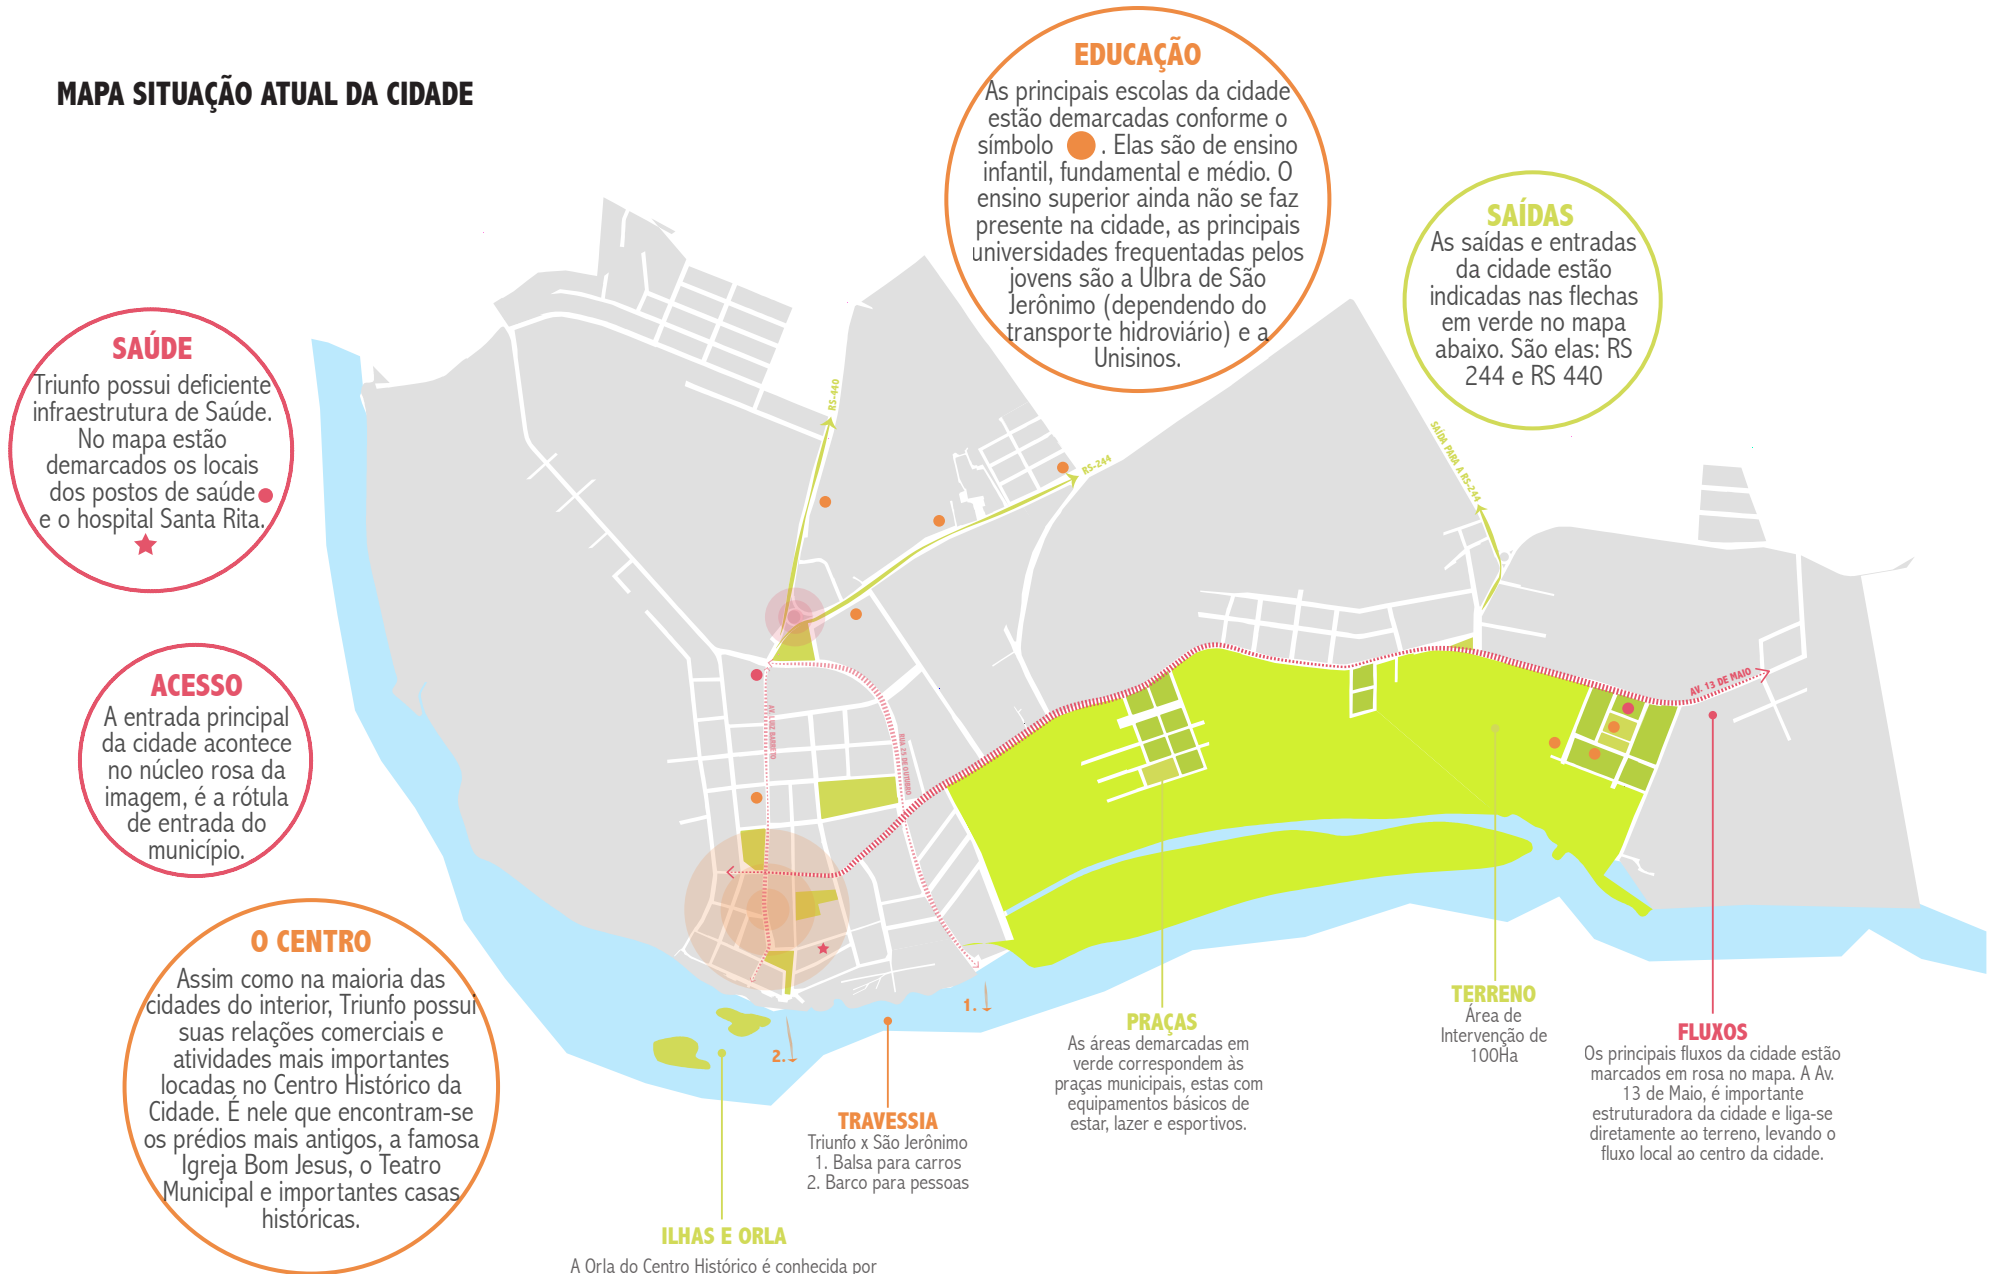 MAPA SITUAÇÃO ATUAL DA CIDADE
EDUCAÇÃO
As principais escolas da cidade
estão demarcadas conforme o
símbolo . Elas são de ensino
infantil, fundamental e médio. O
ensino superior ainda não se faz
presente na cidade, as principais
universidades frequentadas pelos
jovens são a Ulbra de São
Jerônimo (dependendo do
transporte hidroviário) e a
Unisinos.
SAÍDAS
As saídas e entradas
da cidade estão
indicadas nas flechas
em verde no mapa
abaixo. São elas: RS
244 e RS 440
SAÚDE
Triunfo possui deficiente
infraestrutura de Saúde.
No mapa estão
demarcados os locais
dos postos de saúde
e o hospital Santa Rita.
RS-440
RS-244
SAÍDA PARA A RS-244
ACESSO
A entrada principal
da cidade acontece
no núcleo rosa da
imagem, é a rótula
de entrada do
município.
AV. LUIZ BARRETO
RUA 25 DE OUTUBRO
AV. 13 DE MAIO
O CENTRO
Assim como na maioria das
cidades do interior, Triunfo possui
suas relações comerciais e
atividades mais importantes
locadas no Centro Histórico da
Cidade. É nele que encontram-se
os prédios mais antigos, a famosa
Igreja Bom Jesus, o Teatro
Municipal e importantes casas
históricas.
1.
2.
TRAVESSIA
Triunfo x São Jerônimo
1. Balsa para carros
2. Barco para pessoas
PRAÇAS
As áreas demarcadas em
verde correspondem às
praças municipais, estas com
equipamentos básicos de
estar, lazer e esportivos.
TERRENO
Área de
Intervenção de
100Ha
FLUXOS
Os principais fluxos da cidade estão
marcados em rosa no mapa. A Av.
13 de Maio, é importante
estruturadora da cidade e liga-se
diretamente ao terreno, levando o
fluxo local ao centro da cidade.
ILHAS E ORLA
A Orla do Centro Histórico é conhecida por